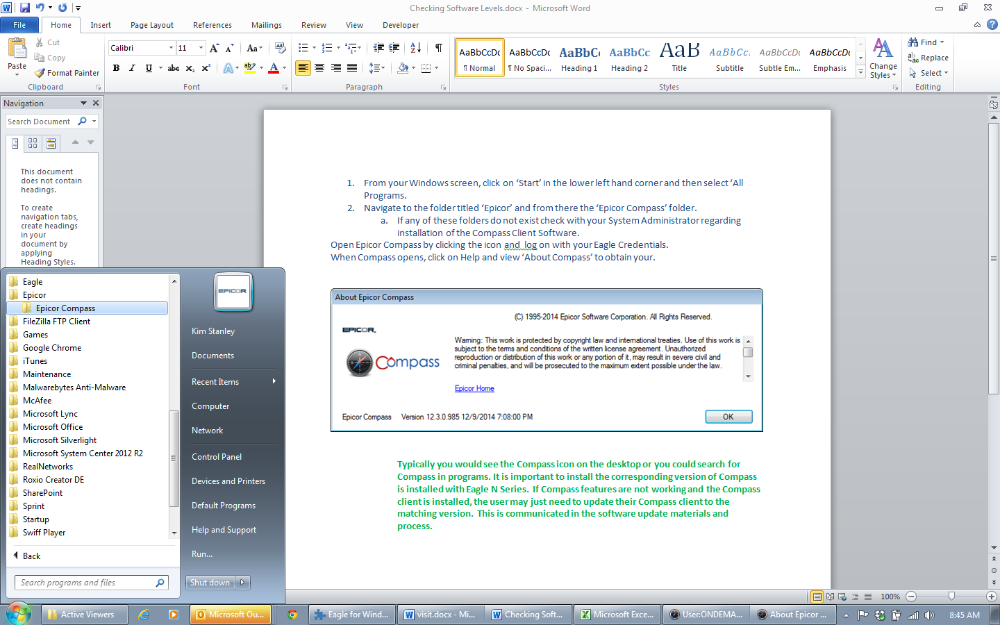 Checking Software Levels.docx - Microsoft Word
File Home Insert Page Layout References Mailings Review View Developer
Paste
Cut
Copy
Format Painter
Clipboard
Calibri 11
Font
Paragraph
AaBbCcDc AaBbCcDc AaBbC AaBbCc AaB AaBbCc. AaBbCcD AaBbCcDc
¶ Normal ¶ No Spaci... Heading 1 Heading 2 Title Subtitle Subtle Em... Emphasis
Styles
Change
Styles
Find
Replace
Select
Editing
Navigation
Search Document
This document
does not contain
headings.
To create
navigation tabs,
create headings
in your
document by
applying
Heading Styles.
1. From your Windows screen, click on ‘Start’ in the lower left hand corner and then select ‘All
Programs.
2. Navigate to the folder titled ‘Epicor’ and from there the ‘Epicor Compass’ folder.
a. If any of these folders do not exist check with your System Administrator regarding
installation of the Compass Client Software.
Open Epicor Compass by clicking the icon and log on with your Eagle Credentials.
When Compass opens, click on Help and view ‘About Compass’ to obtain your.
About Epicor Compass
(C) 1995-2014 Epicor Software Corporation. All Rights Reserved.
EPICOR.
Compass
Warning: This work is protected by copyright law and international treaties. Use of this work is
subject to the terms and conditions of the written license agreement. Unauthorized
reproduction or distribution of this work or any portion of it, may result in severe civil and
criminal penalties, and will be prosecuted to the maximum extent possible under the law.
Epicor Home
Epicor Compass Version 12.3.0.985 12/9/2014 7:08:00 PM
OK
Typically you would see the Compass icon on the desktop or you could search for
Compass in programs. It is important to install the corresponding version of Compass
is installed with Eagle N Series. If Compass features are not working and the Compass
client is installed, the user may just need to update their Compass client to the
matching version. This is communicated in the software update materials and
process.
Eagle
Epicor
Epicor Compass
FileZilla FTP Client
Games
Google Chrome
iTunes
Maintenance
Malwarebytes Anti-Malware
McAfee
Microsoft Lync
Microsoft Office
Microsoft Silverlight
Microsoft System Center 2012 R2
RealNetworks
Roxio Creator DE
SharePoint
Sprint
Startup
Swiff Player
Back
Search programs and files
EPICOR
Kim Stanley
Documents
Recent Items
Computer
Network
Control Panel
Devices and Printers
Default Programs
Help and Support
Run...
Shut down
100%
Active Viewers
Microsoft Ou...
Eagle for Wind...
visit.docx - Mi...
Checking Soft...
Microsoft Exce...
User:ONDEMA...
About Epicor ...
8:45 AM